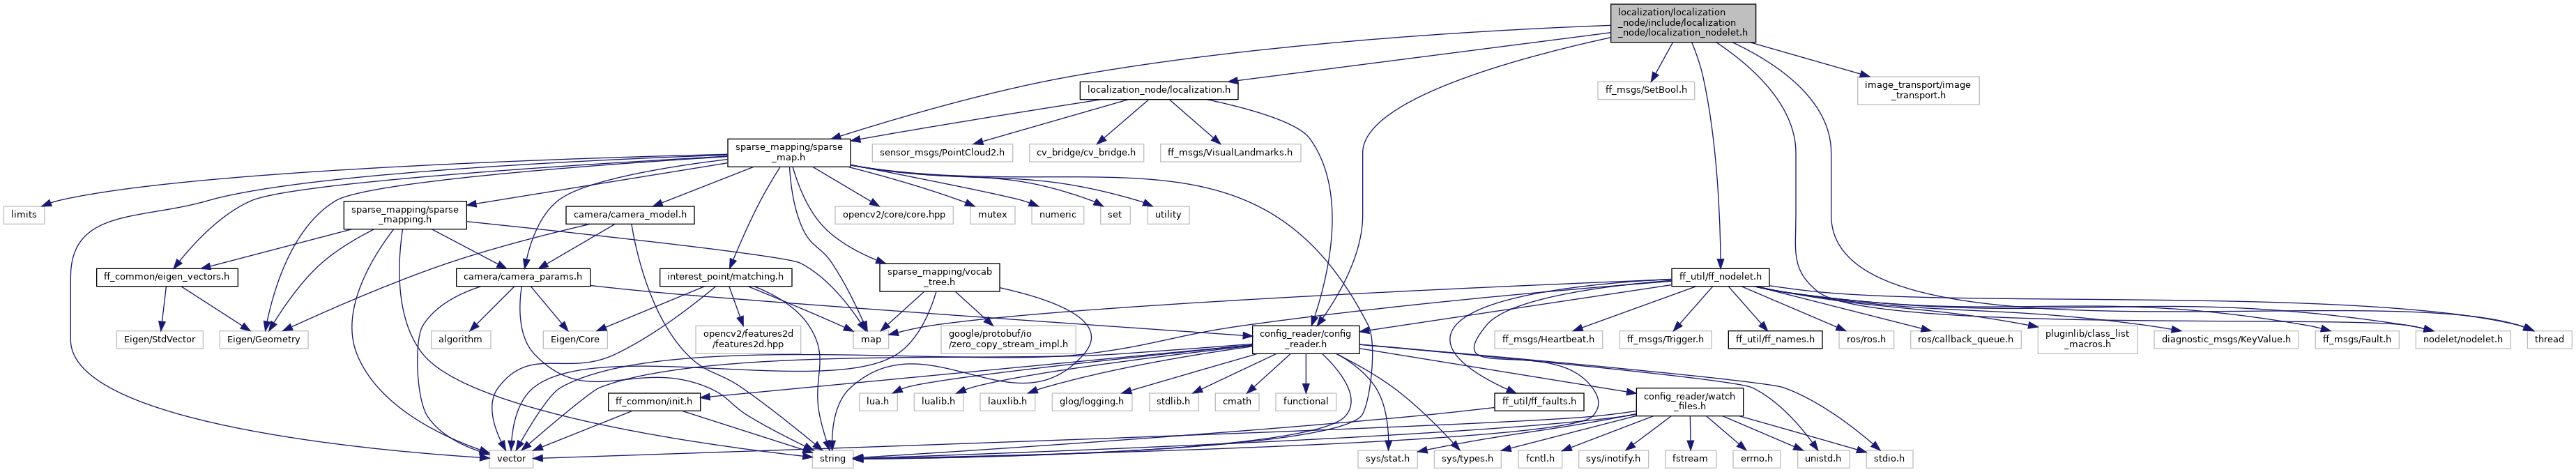 localization/localization
_node/include/localization
_node/localization_nodelet.h
localization_node/localization.h
ff_msgs/SetBool.h
image_transport/image
_transport.h
sparse_mapping/sparse
_map.h
sensor_msgs/PointCloud2.h
cv_bridge/cv_bridge.h
ff_msgs/VisualLandmarks.h
limits
sparse_mapping/sparse
_mapping.h
camera/camera_model.h
opencv2/core/core.hpp
mutex
numeric
set
utility
ff_common/eigen_vectors.h
camera/camera_params.h
interest_point/matching.h
sparse_mapping/vocab
_tree.h
ff_util/ff_nodelet.h
Eigen/StdVector
Eigen/Geometry
algorithm
Eigen/Core
opencv2/features2d
/features2d.hpp
map
google/protobuf/io
/zero_copy_stream_impl.h
config_reader/config
_reader.h
ff_msgs/Heartbeat.h
ff_msgs/Trigger.h
ff_util/ff_names.h
ros/ros.h
ros/callback_queue.h
pluginlib/class_list
_macros.h
diagnostic_msgs/KeyValue.h
ff_msgs/Fault.h
nodelet/nodelet.h
thread
ff_common/init.h
lua.h
lualib.h
lauxlib.h
glog/logging.h
stdlib.h
cmath
functional
ff_util/ff_faults.h
config_reader/watch
_files.h
vector
string
sys/stat.h
sys/types.h
fcntl.h
sys/inotify.h
fstream
errno.h
unistd.h
stdio.h